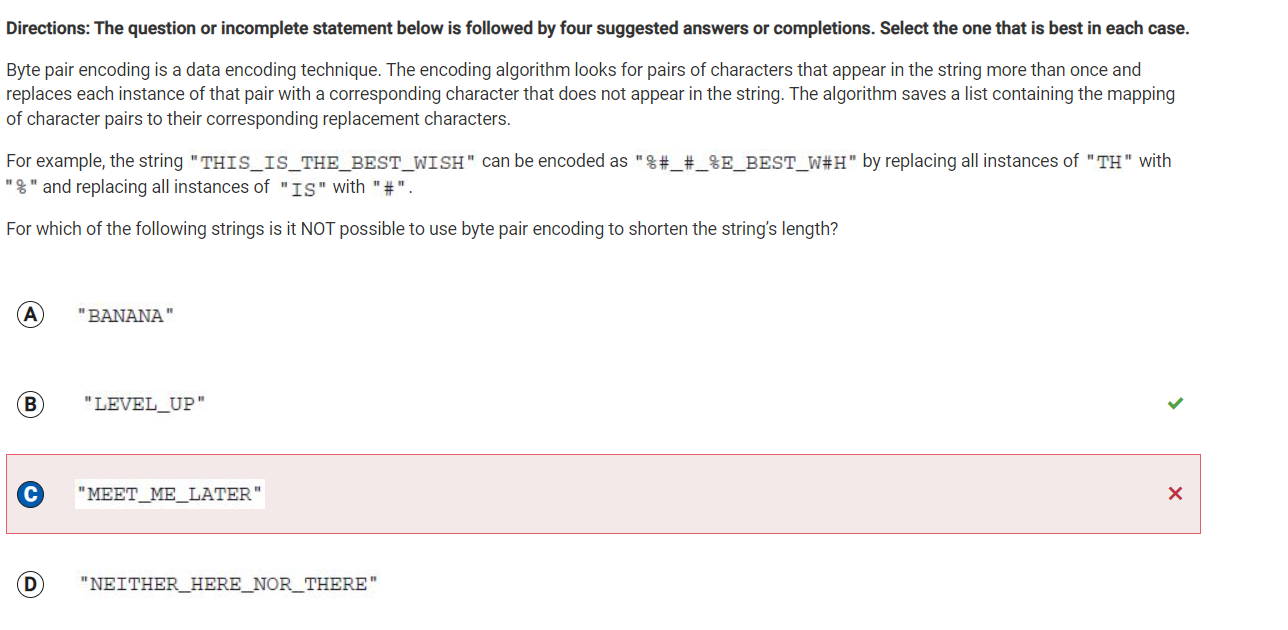 Directions: The question or incomplete statement below is followed by four suggested answers or completions. Select the one that is best in each case.
Byte pair encoding is a data encoding technique. The encoding algorithm looks for pairs of characters that appear in the string more than once and
replaces each instance of that pair with a corresponding character that does not appear in the string. The algorithm saves a list containing the mapping
of character pairs to their corresponding replacement characters.
For example, the string "THIS_IS_THE_BEST_WISH" can be encoded as "%#_#_%E_BEST_W#H" by replacing all instances of "TH" with
"%" and replacing all instances of "IS" with "#".
For which of the following strings is it NOT possible to use byte pair encoding to shorten the string’s length?
A "BANANA"
B "LEVEL_UP"
C "MEET_ME_LATER"
D "NEITHER_HERE_NOR_THERE"